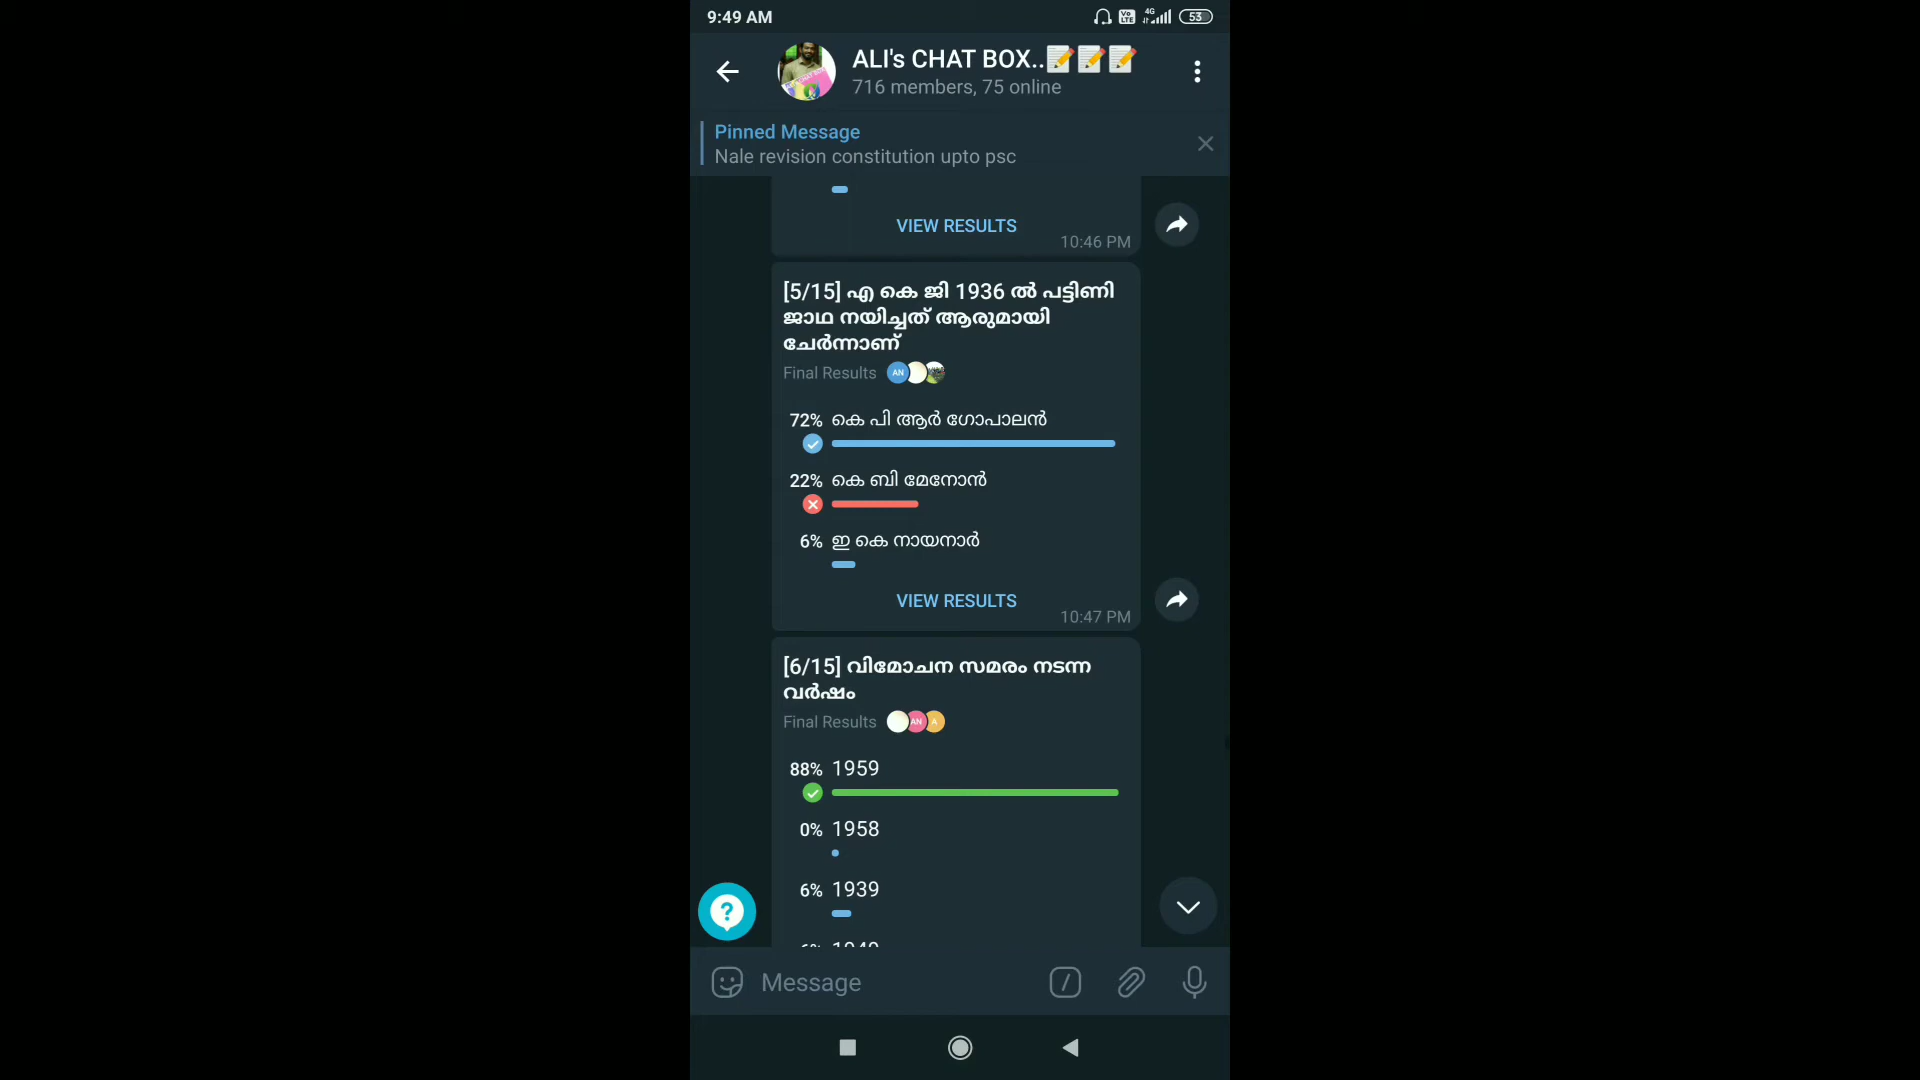 9:49 AM
53
ALI's CHAT BOX..📝📝📝
716 members, 75 online
Pinned Message
Nale revision constitution upto psc
VIEW RESULTS
10:46 PM
[5/15] എ കെ ജി 1936 ൽ പട്ടിണി
ജാഥ നയിച്ചത് ആരുമായി
ചേർന്നാണ്
Final Results AN
72% കെ പി ആർ ഗോപാലൻ
22% കെ ബി മേനോൻ
6% ഇ കെ നായനാർ
VIEW RESULTS
10:47 PM
[6/15] വിമോചന സമരം നടന്ന
വർഷം
Final Results AN A
88% 1959
0% 1958
6% 1939
Message